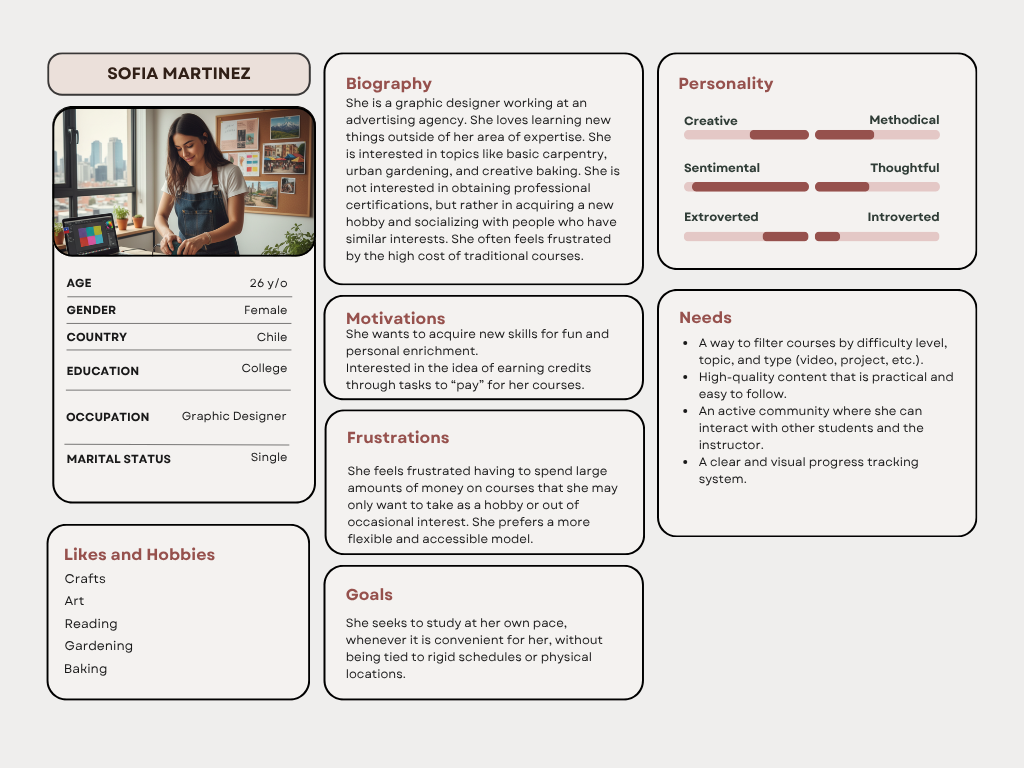 SOFIA MARTINEZ
AGE 26 y/o
GENDER Female
COUNTRY Chile
EDUCATION College
OCCUPATION Graphic Designer
MARITAL STATUS Single
Likes and Hobbies
Crafts
Art
Reading
Gardening
Baking
Biography
She is a graphic designer working at an
advertising agency. She loves learning new
things outside of her area of expertise. She
is interested in topics like basic carpentry,
urban gardening, and creative baking. She is
not interested in obtaining professional
certifications, but rather in acquiring a new
hobby and socializing with people who have
similar interests. She often feels frustrated
by the high cost of traditional courses.
Motivations
She wants to acquire new skills for fun and
personal enrichment.
Interested in the idea of earning credits
through tasks to “pay” for her courses.
Frustrations
She feels frustrated having to spend large
amounts of money on courses that she may
only want to take as a hobby or out of
occasional interest. She prefers a more
flexible and accessible model.
Goals
She seeks to study at her own pace,
whenever it is convenient for her, without
being tied to rigid schedules or physical
locations.
Personality
Creative Methodical
Sentimental Thoughtful
Extroverted Introverted
Needs
• A way to filter courses by difficulty level,
topic, and type (video, project, etc.).
• High-quality content that is practical and
easy to follow.
• An active community where she can
interact with other students and the
instructor.
• A clear and visual progress tracking
system.